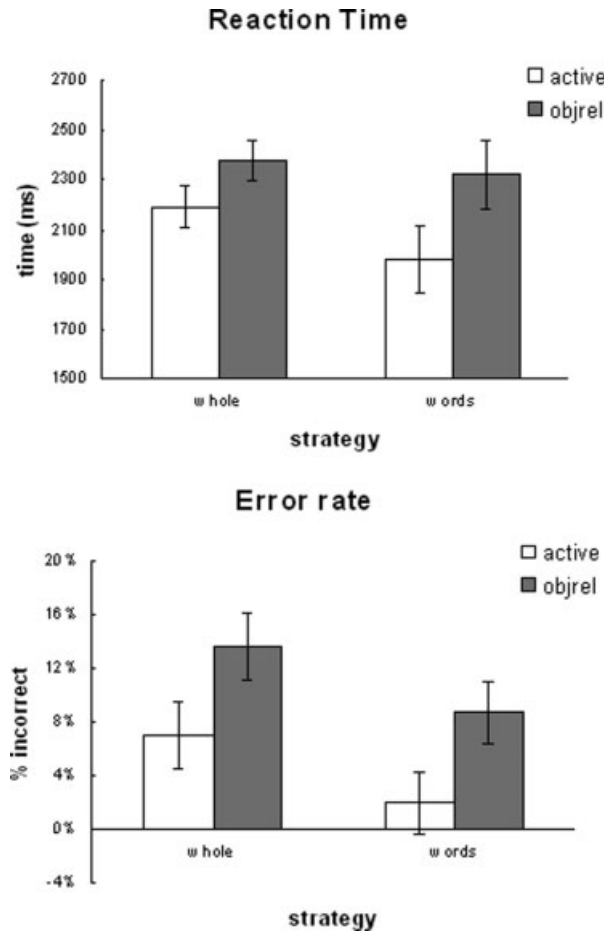 Reaction Time
2700
2500
2300
2100
1900
1700
1500
time (ms)
active
objrel
w hole
w ords
strategy
Error rate
20%
16%
12%
8%
4%
0%
-4%
% incorrect
active
objrel
w hole
w ords
strategy